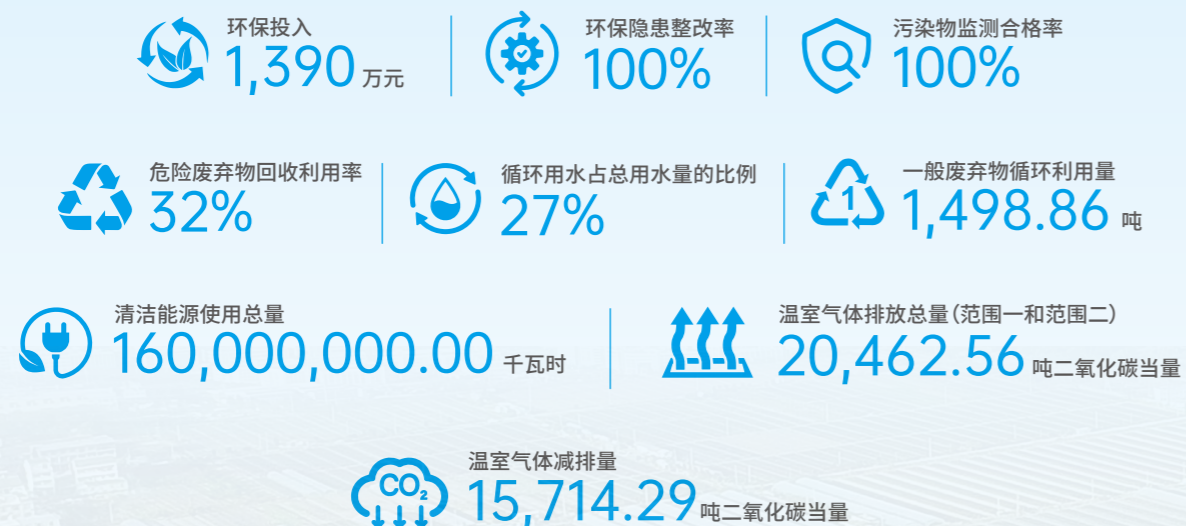 环保投入
1,390 万元
环保隐患整改率
100%
污染物监测合格率
100%
危险废弃物回收利用率
32%
循环用水占总用水量的比例
27%
1
一般废弃物循环利用量
1,498.86 吨
清洁能源使用总量
160,000,000.00 千瓦时
温室气体排放总量(范围一和范围二)
20,462.56 吨二氧化碳当量
CO₂
温室气体减排量
15,714.29 吨二氧化碳当量